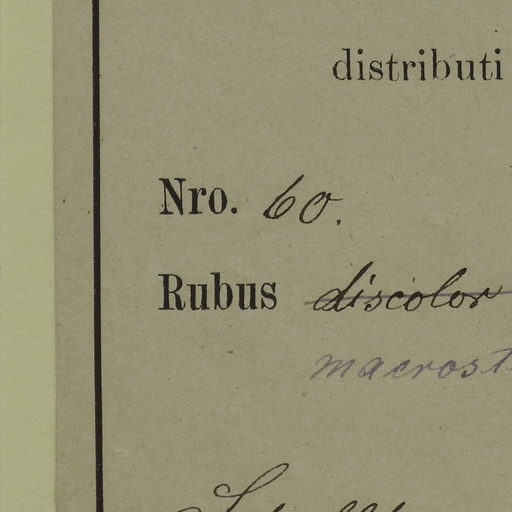 distributi
Nro. 60.
Rubus discolor
macrost